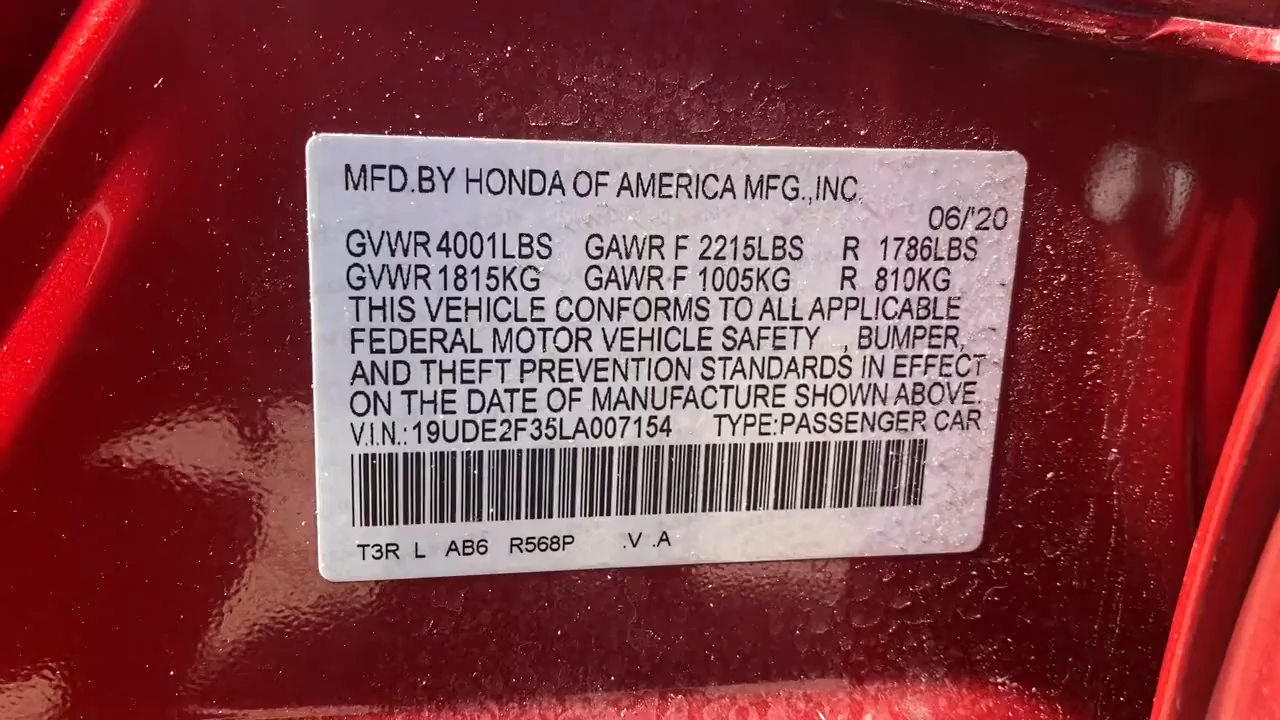 MFD.BY HONDA OF AMERICA MFG.,INC.
06/'20
GVWR 4001LBS GAWR F 2215LBS R 1786LBS
GVWR 1815KG GAWR F 1005KG R 810KG
THIS VEHICLE CONFORMS TO ALL APPLICABLE
FEDERAL MOTOR VEHICLE SAFETY , BUMPER,
AND THEFT PREVENTION STANDARDS IN EFFECT
ON THE DATE OF MANUFACTURE SHOWN ABOVE.
V.I.N.:19UDE2F35LA007154 TYPE:PASSENGER CAR
T3R L AB6 R568P .V .A